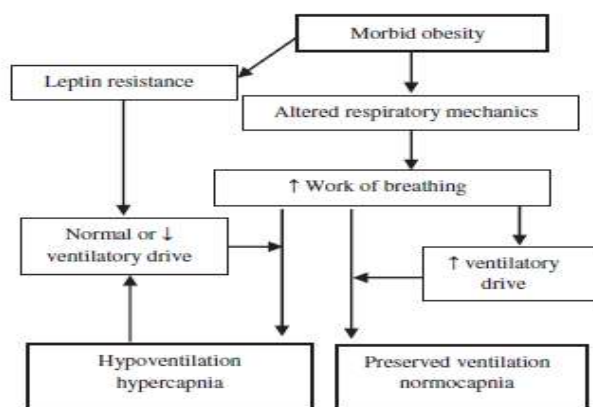 Morbid obesity
Leptin resistance
Altered respiratory mechanics
↑ Work of breathing
Normal or ↓
ventilatory drive
↑ ventilatory
drive
Hypoventilation
hypercapnia
Preserved ventilation
normocapnia